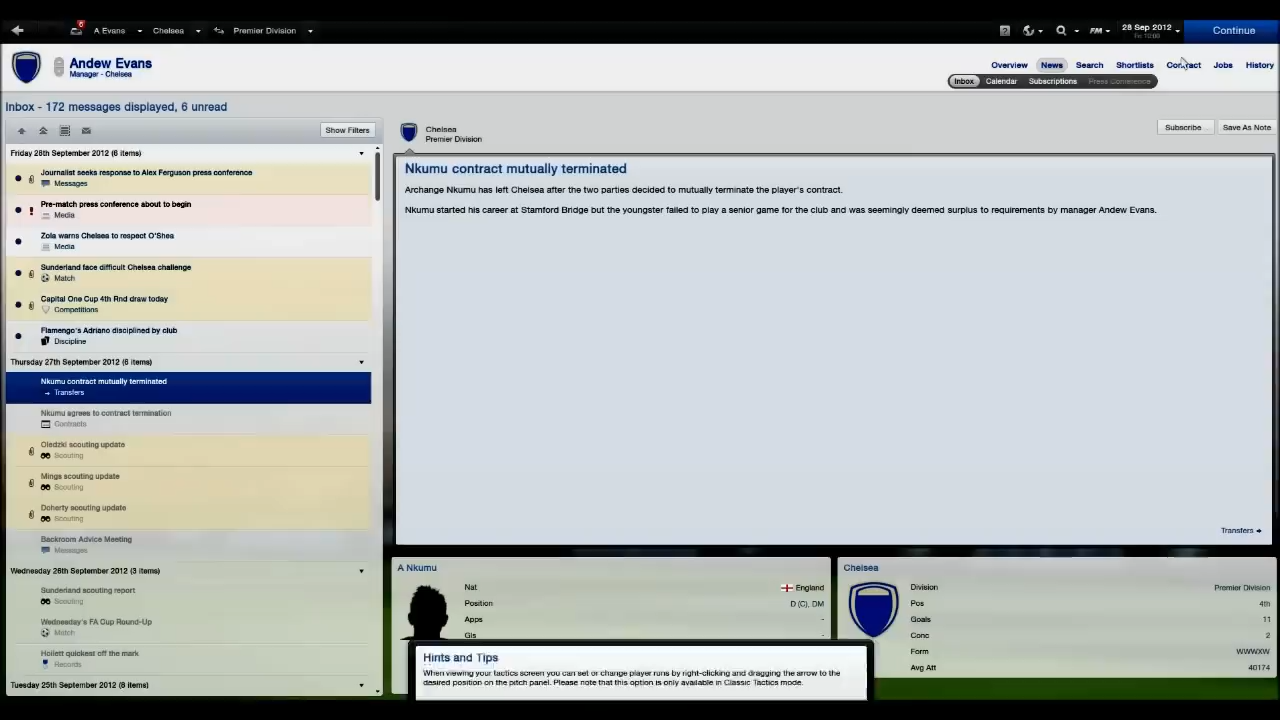 6
A Evans
Chelsea
Premier Division
FM
28 Sep 2012
Fri 10:00
Continue
Andew Evans
Manager - Chelsea
Overview
News
Search
Shortlists
Contract
Jobs
History
Inbox
Calendar
Subscriptions
Press Conference
Inbox - 172 messages displayed, 6 unread
Show Filters
Chelsea
Premier Division
Subscribe
Save As Note
Friday 28th September 2012 (6 items)
Journalist seeks response to Alex Ferguson press conference
Messages
Pre-match press conference about to begin
Media
Zola warns Chelsea to respect O'Shea
Media
Sunderland face difficult Chelsea challenge
Match
Capital One Cup 4th Rnd draw today
Competitions
Flamengo's Adriano disciplined by club
Discipline
Thursday 27th September 2012 (6 items)
Nkumu contract mutually terminated
Transfers
Nkumu agrees to contract termination
Contracts
Oledzki scouting update
Scouting
Mings scouting update
Scouting
Doherty scouting update
Scouting
Backroom Advice Meeting
Messages
Wednesday 26th September 2012 (3 items)
Sunderland scouting report
Scouting
Wednesday's FA Cup Round-Up
Match
Hoilett quickest off the mark
Records
Tuesday 25th September 2012 (8 items)
Nkumu contract mutually terminated
Archange Nkumu has left Chelsea after the two parties decided to mutually terminate the player's contract.
Nkumu started his career at Stamford Bridge but the youngster failed to play a senior game for the club and was seemingly deemed surplus to requirements by manager Andew Evans.
Transfers
A Nkumu
Nat England
Position D (C), DM
Apps -
Gls -
Chelsea
Division Premier Division
Pos 4th
Goals 11
Conc 2
Form WWWXW
Avg Att 40174
Hints and Tips
When viewing your tactics screen you can set or change player runs by right-clicking and dragging the arrow to the
desired position on the pitch panel. Please note that this option is only available in Classic Tactics mode.